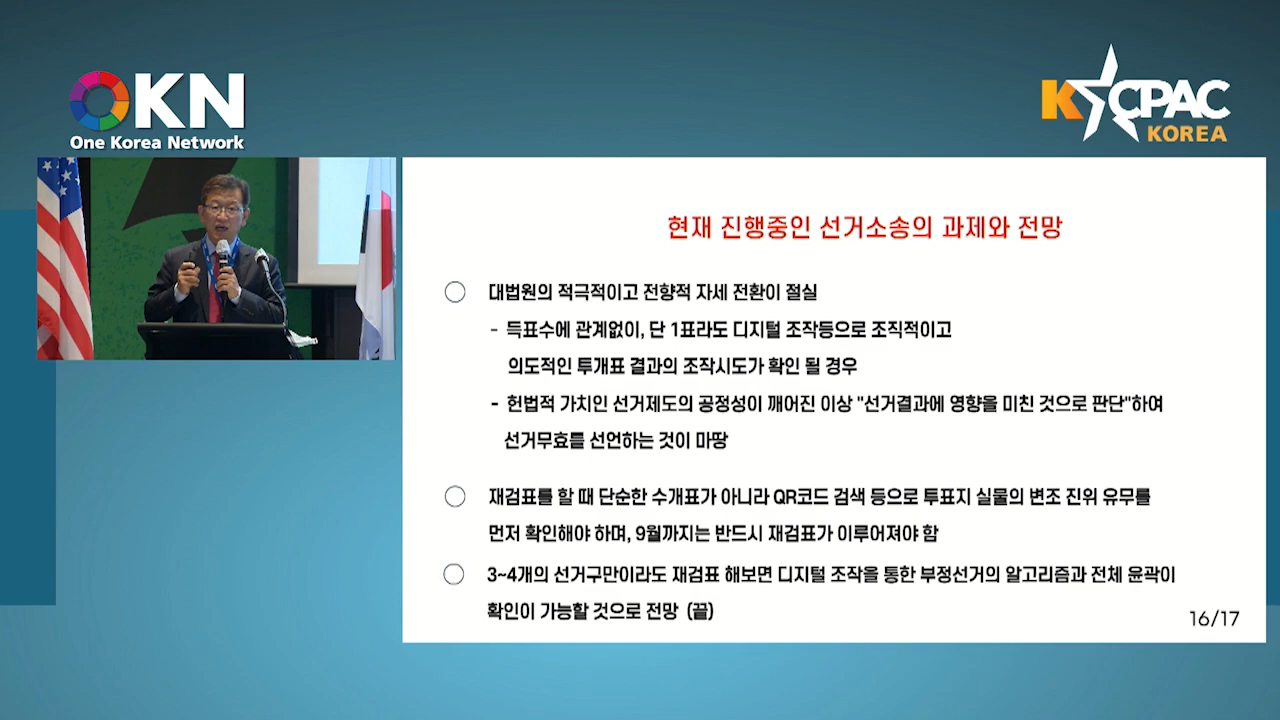 OKN
One Korea Network
K CPAC
KOREA
현재 진행중인 선거소송의 과제와 전망
○ 대법원의 적극적이고 전향적 자세 전환이 절실
- 득표수에 관계없이, 단 1표라도 디지털 조작등으로 조직적이고
의도적인 투개표 결과의 조작시도가 확인 될 경우
- 헌법적 가치인 선거제도의 공정성이 깨어진 이상 "선거결과에 영향을 미친 것으로 판단"하여
선거무효를 선언하는 것이 마땅
○ 재검표를 할 때 단순한 수개표가 아니라 QR코드 검색 등으로 투표지 실물의 변조 진위 유무를
먼저 확인해야 하며, 9월까지는 반드시 재검표가 이루어져야 함
○ 3~4개의 선거구만이라도 재검표 해보면 디지털 조작을 통한 부정선거의 알고리즘과 전체 윤곽이
확인이 가능할 것으로 전망 (끝)
16/17